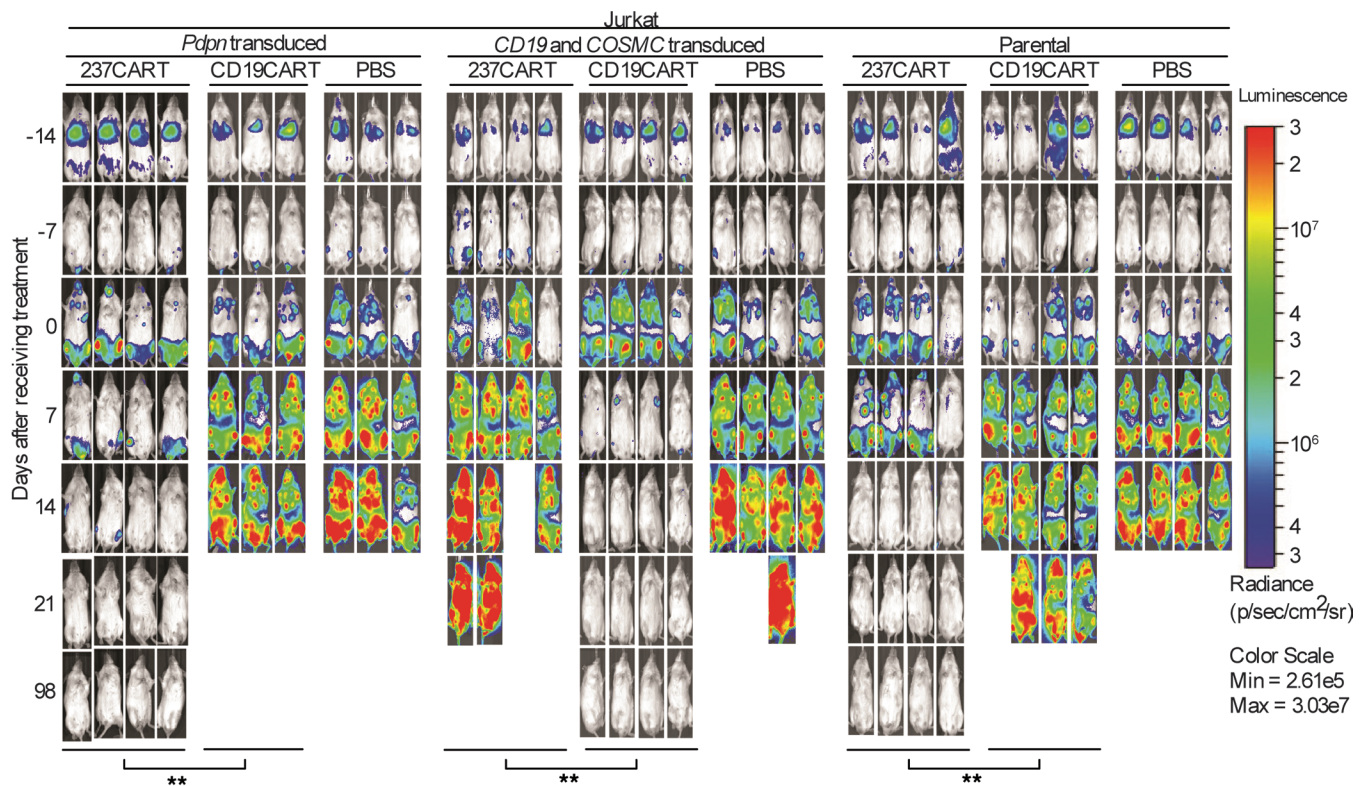 Jurkat
Pdpn transduced
CD19 and COSMC transduced
Parental
237CART CD19CART PBS 237CART CD19CART PBS 237CART CD19CART PBS
Luminescence
Days after receiving treatment
-14
-7
0
7
14
21
98
3
2
10⁷
4
3
2
10⁶
4
3
Radiance
(p/sec/cm²/sr)
Color Scale
Min = 2.61e5
Max = 3.03e7
** ** **